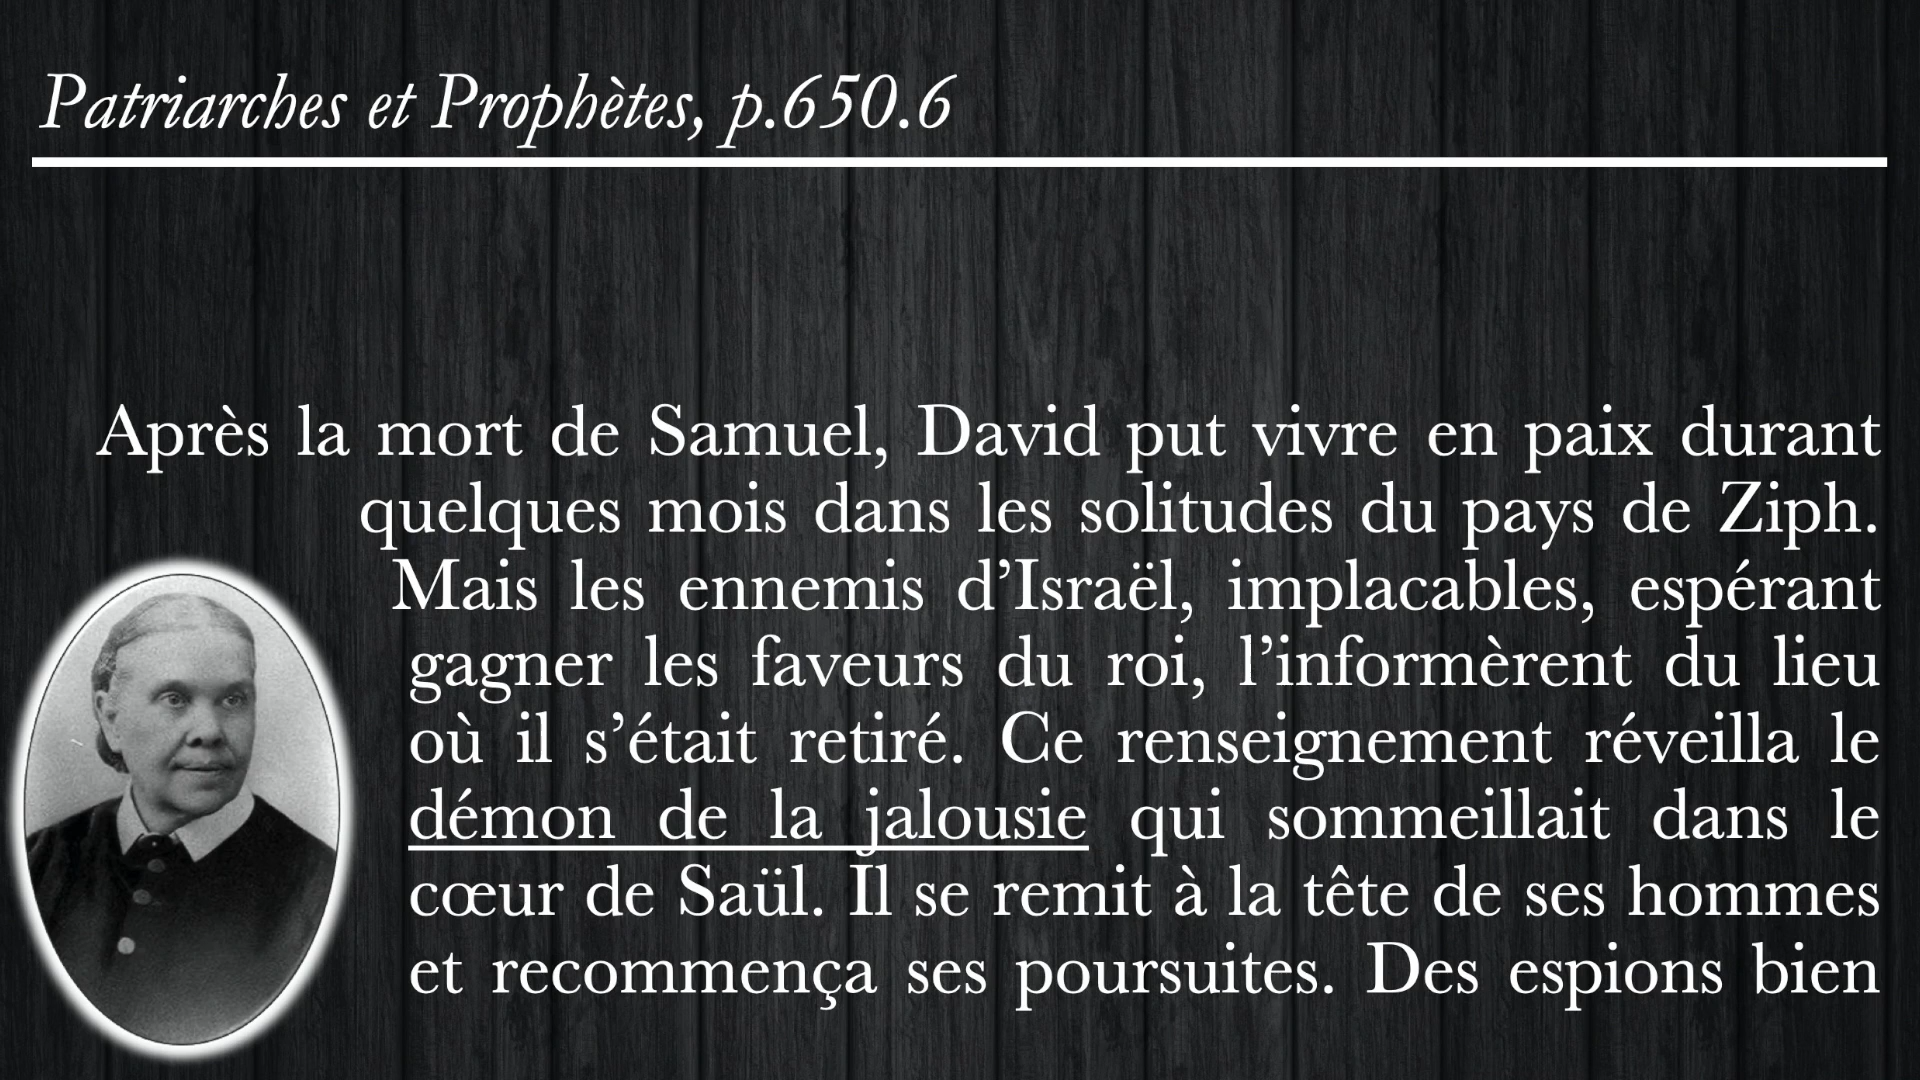 Patriarches et Prophètes, p.650.6
Après la mort de Samuel, David put vivre en paix durant
quelques mois dans les solitudes du pays de Ziph.
Mais les ennemis d’Israël, implacables, espérant
gagner les faveurs du roi, l’informèrent du lieu
où il s’était retiré. Ce renseignement réveilla le
démon de la jalousie qui sommeillait dans le
cœur de Saül. Il se remit à la tête de ses hommes
et recommença ses poursuites. Des espions bien